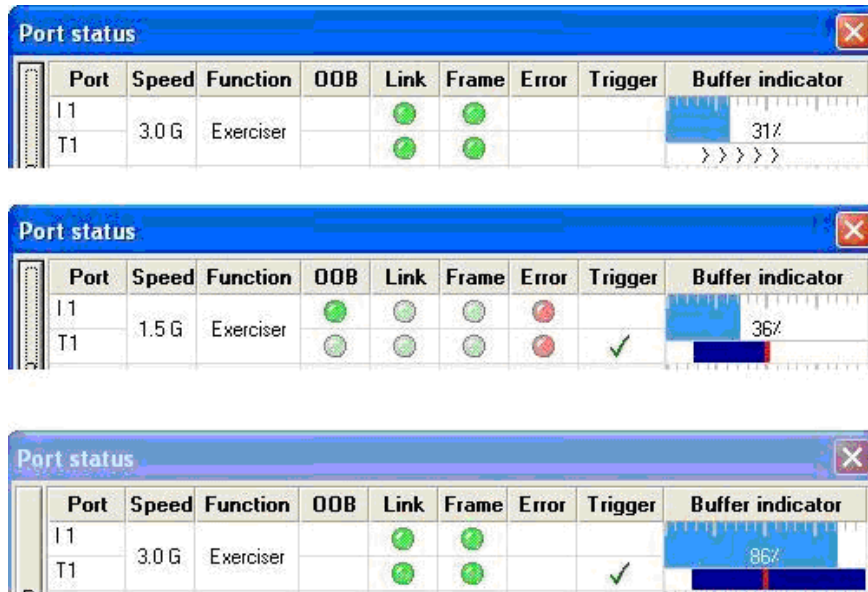 Port status
Port Speed Function OOB Link Frame Error Trigger Buffer indicator
I1
3.0 G Exerciser
31%
T1
> > > > >
Port status
Port Speed Function OOB Link Frame Error Trigger Buffer indicator
I1
1.5 G Exerciser
36%
T1
Port status
Port Speed Function OOB Link Frame Error Trigger Buffer indicator
I1
3.0 G Exerciser
86%
T1